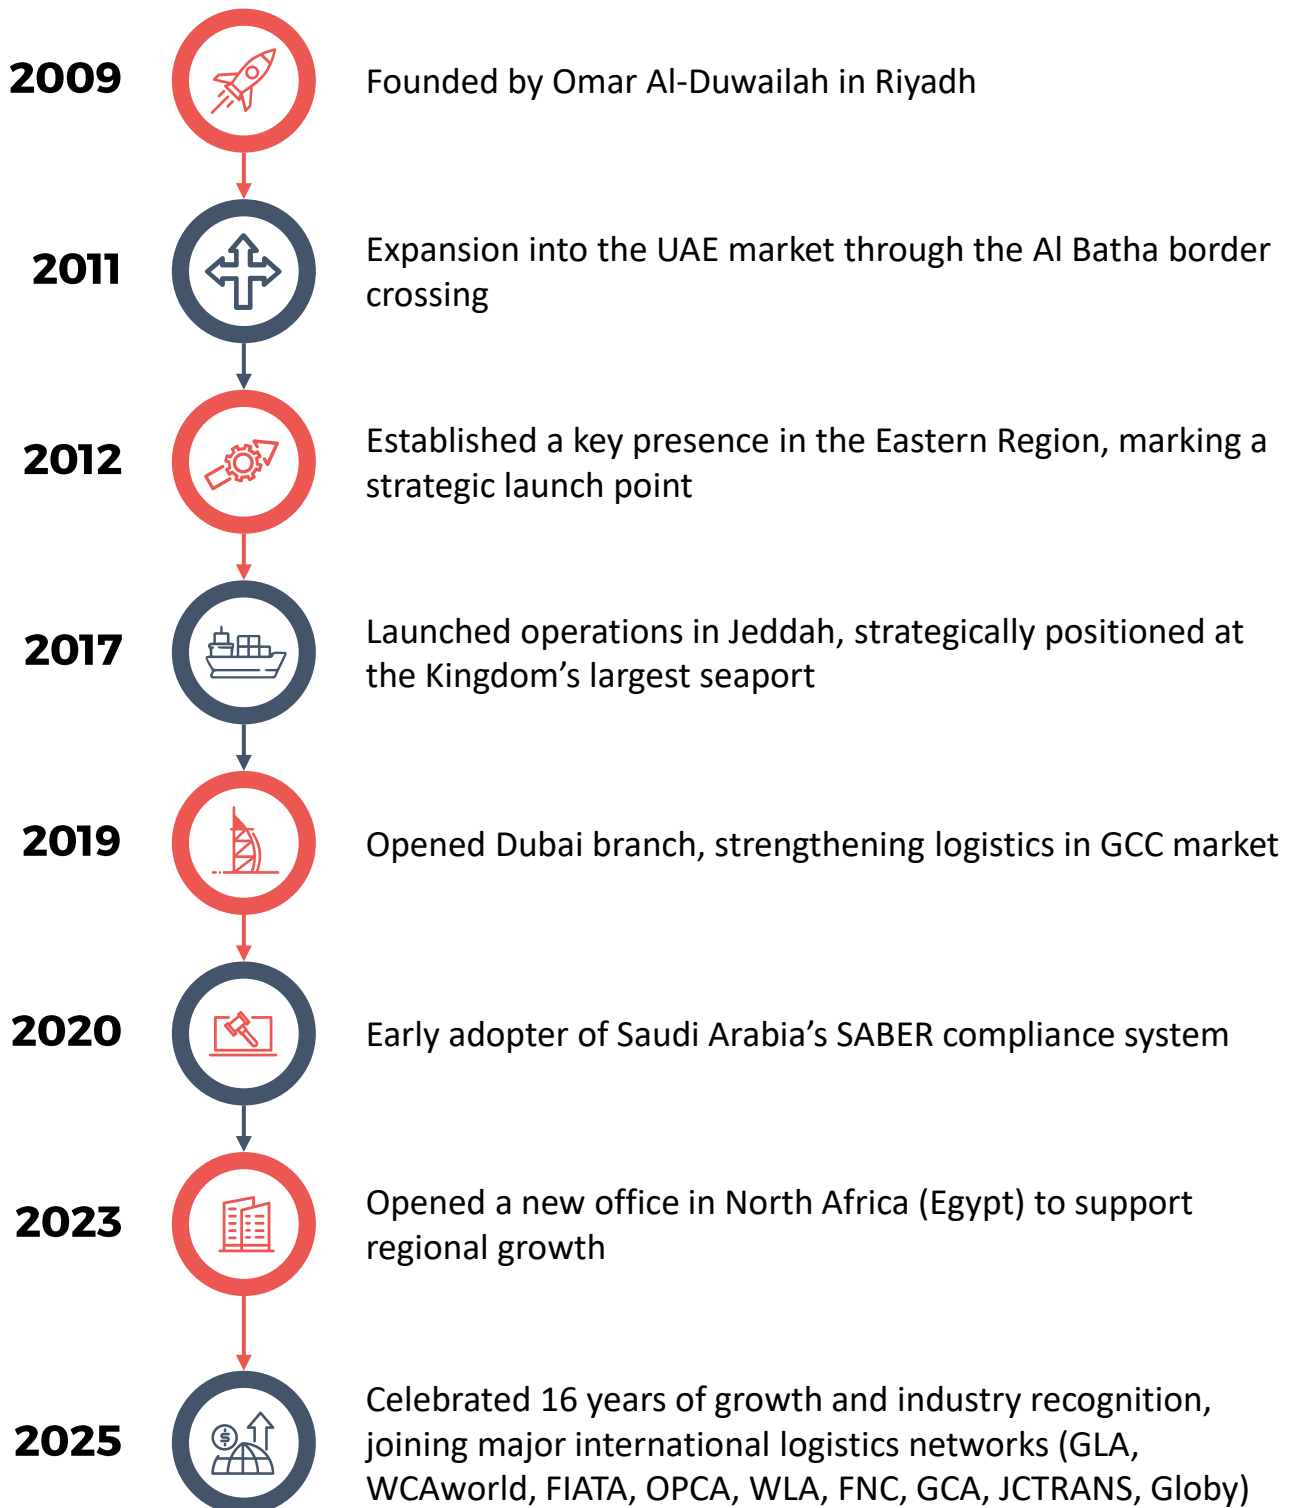 2009
Founded by Omar Al-Duwailah in Riyadh
2011
Expansion into the UAE market through the Al Batha border
crossing
2012
Established a key presence in the Eastern Region, marking a
strategic launch point
2017
Launched operations in Jeddah, strategically positioned at
the Kingdom’s largest seaport
2019
Opened Dubai branch, strengthening logistics in GCC market
2020
Early adopter of Saudi Arabia’s SABER compliance system
2023
Opened a new office in North Africa (Egypt) to support
regional growth
2025
Celebrated 16 years of growth and industry recognition,
joining major international logistics networks (GLA,
WCAworld, FIATA, OPCA, WLA, FNC, GCA, JCTRANS, Globy)
$